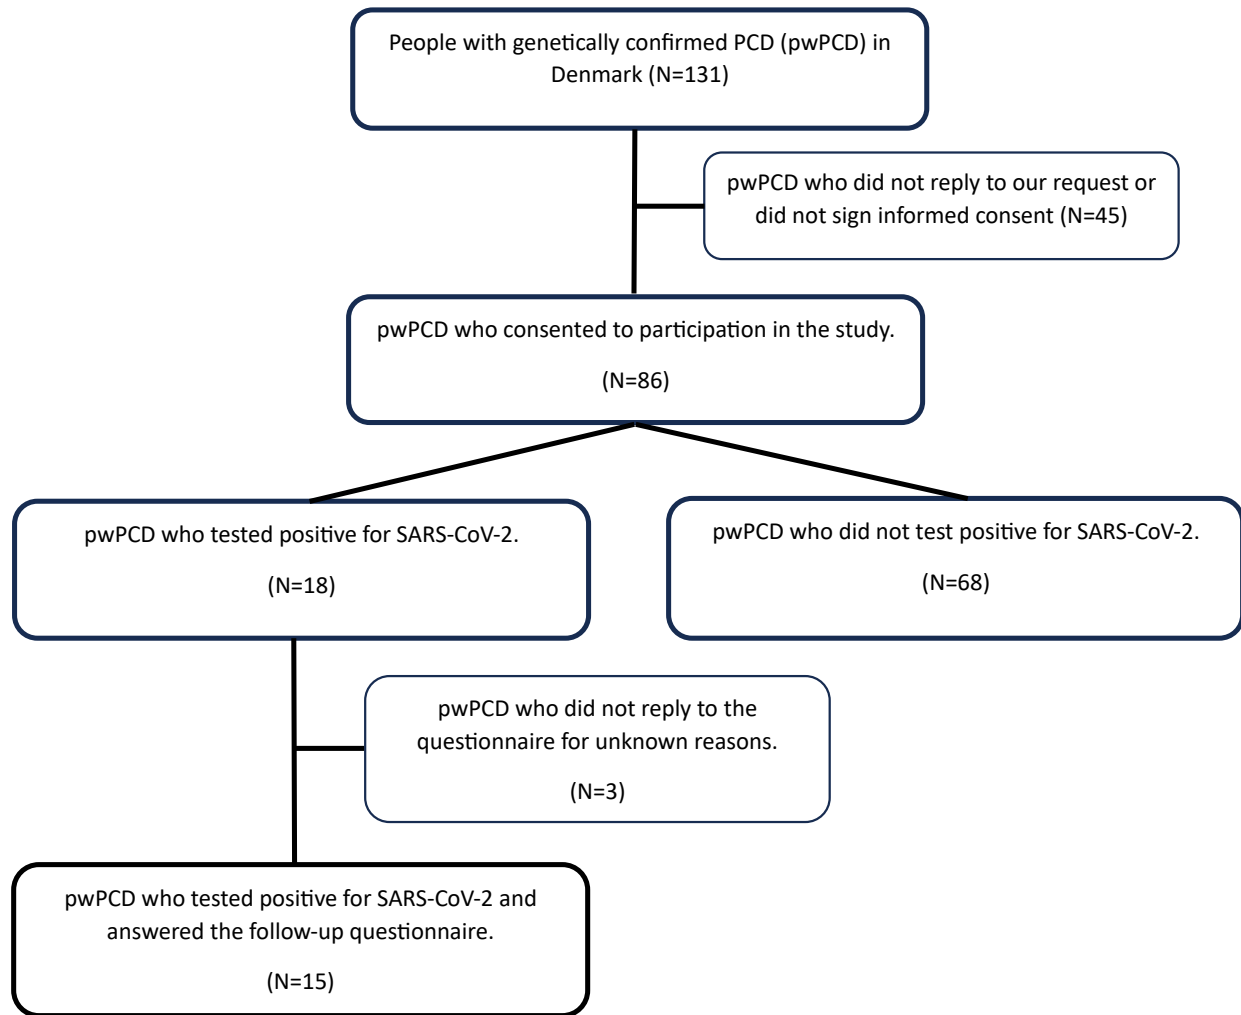 People with genetically confirmed PCD (pwPCD) in
Denmark (N=131)
pwPCD who did not reply to our request or
did not sign informed consent (N=45)
pwPCD who consented to participation in the study.
(N=86)
pwPCD who tested positive for SARS-CoV-2.
(N=18)
pwPCD who did not test positive for SARS-CoV-2.
(N=68)
pwPCD who did not reply to the
questionnaire for unknown reasons.
(N=3)
pwPCD who tested positive for SARS-CoV-2 and
answered the follow-up questionnaire.
(N=15)